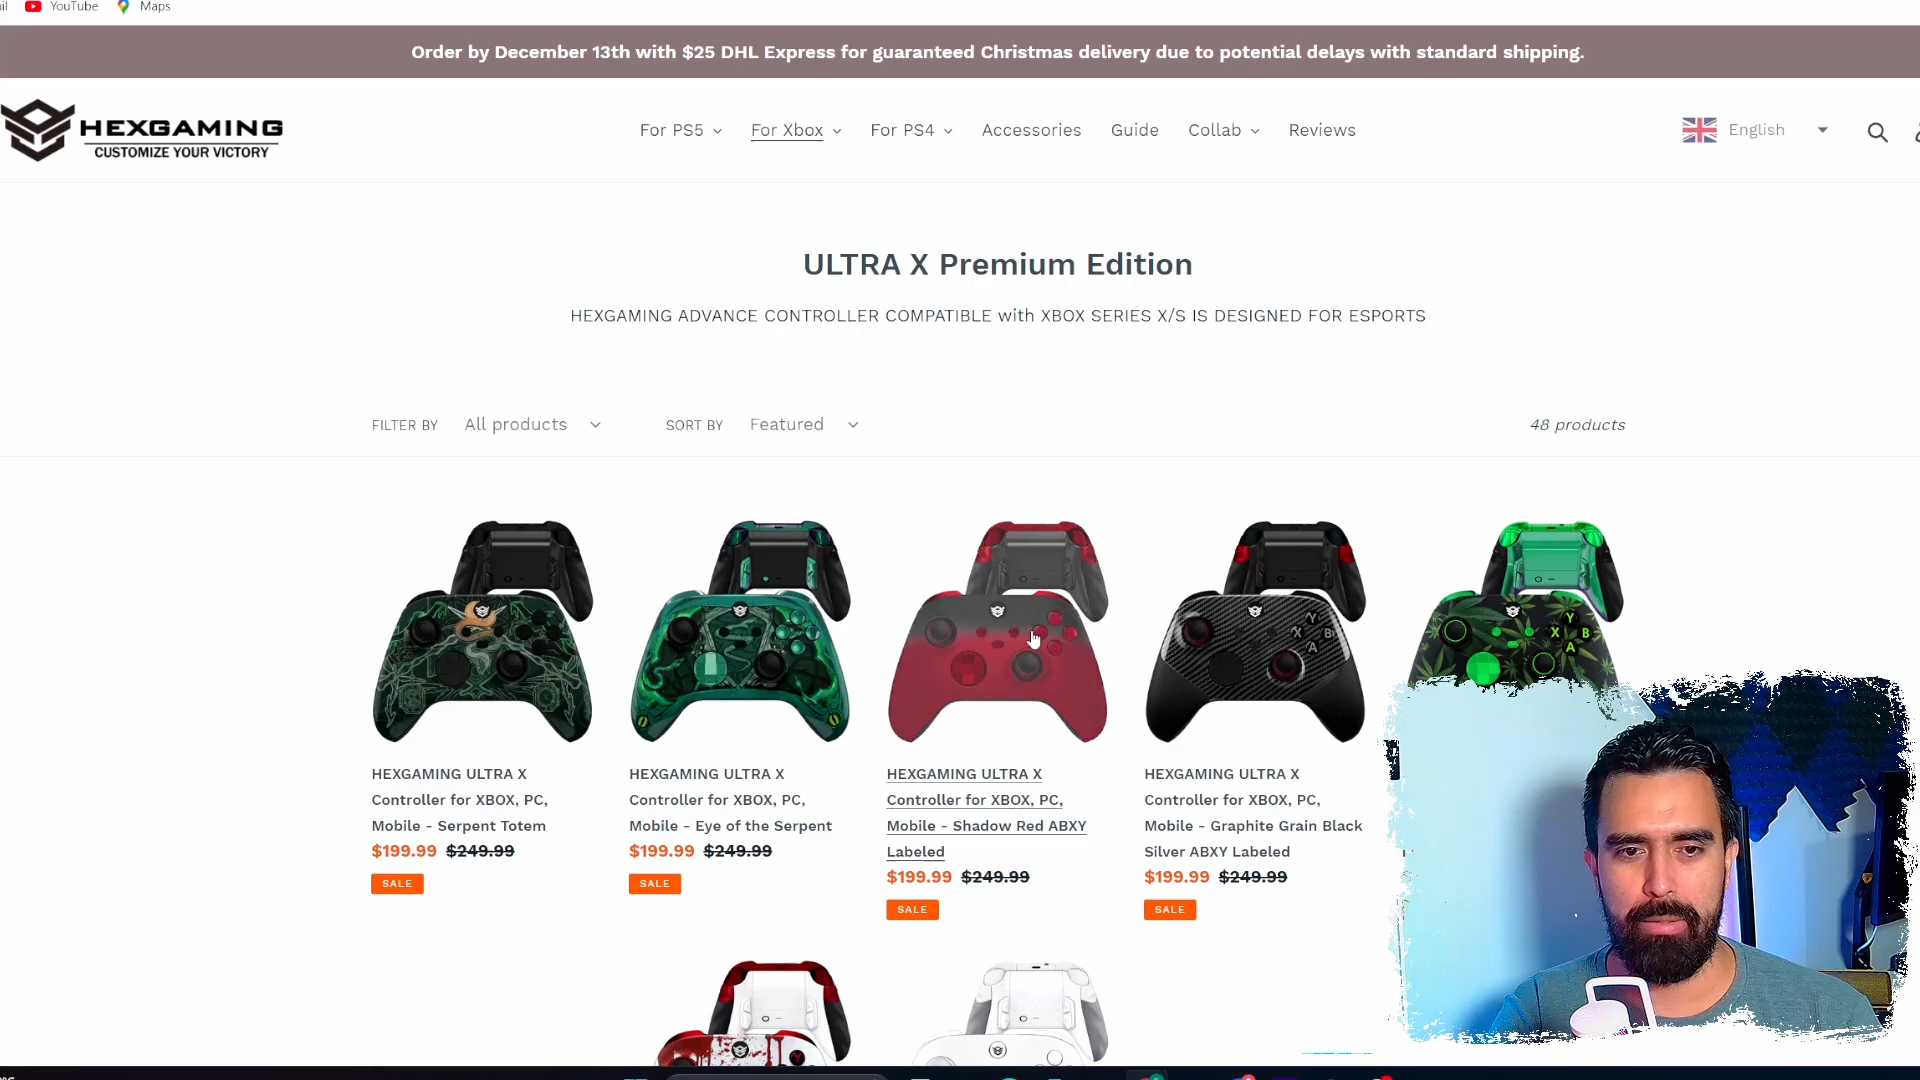 YouTube
Maps
Order by December 13th with $25 DHL Express for guaranteed Christmas delivery due to potential delays with standard shipping.
HEXGAMING
CUSTOMIZE YOUR VICTORY
For PS5
For Xbox
For PS4
Accessories
Guide
Collab
Reviews
English
ULTRA X Premium Edition
HEXGAMING ADVANCE CONTROLLER COMPATIBLE with XBOX SERIES X/S IS DESIGNED FOR ESPORTS
FILTER BY All products
SORT BY Featured
48 products
Y
X B
A
Y
X B
A
HEXGAMING ULTRA X
Controller for XBOX, PC,
Mobile - Serpent Totem
$199.99 $249.99
SALE
HEXGAMING ULTRA X
Controller for XBOX, PC,
Mobile - Eye of the Serpent
$199.99 $249.99
SALE
HEXGAMING ULTRA X
Controller for XBOX, PC,
Mobile - Shadow Red ABXY
Labeled
$199.99 $249.99
SALE
HEXGAMING ULTRA X
Controller for XBOX, PC,
Mobile - Graphite Grain Black
Silver ABXY Labeled
$199.99 $249.99
SALE